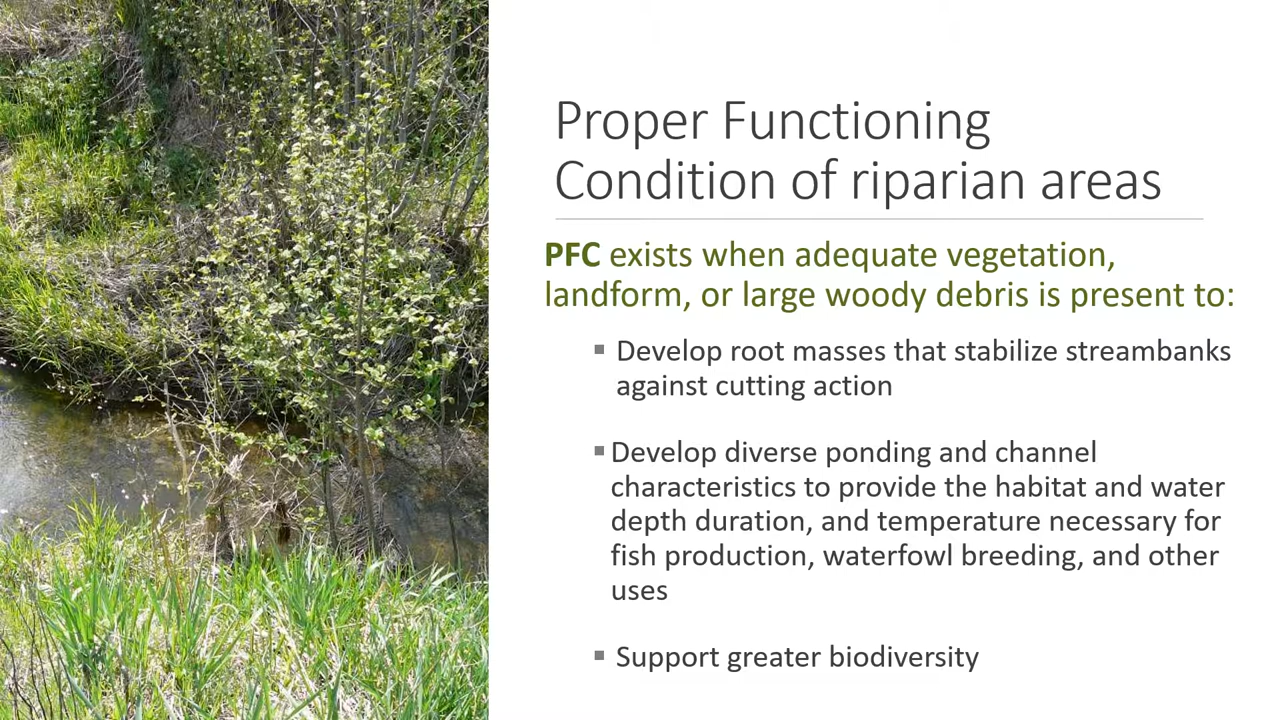 Proper Functioning
Condition of riparian areas
PFC exists when adequate vegetation,
landform, or large woody debris is present to:
▪ Develop root masses that stabilize streambanks
against cutting action
▪ Develop diverse ponding and channel
characteristics to provide the habitat and water
depth duration, and temperature necessary for
fish production, waterfowl breeding, and other
uses
▪ Support greater biodiversity